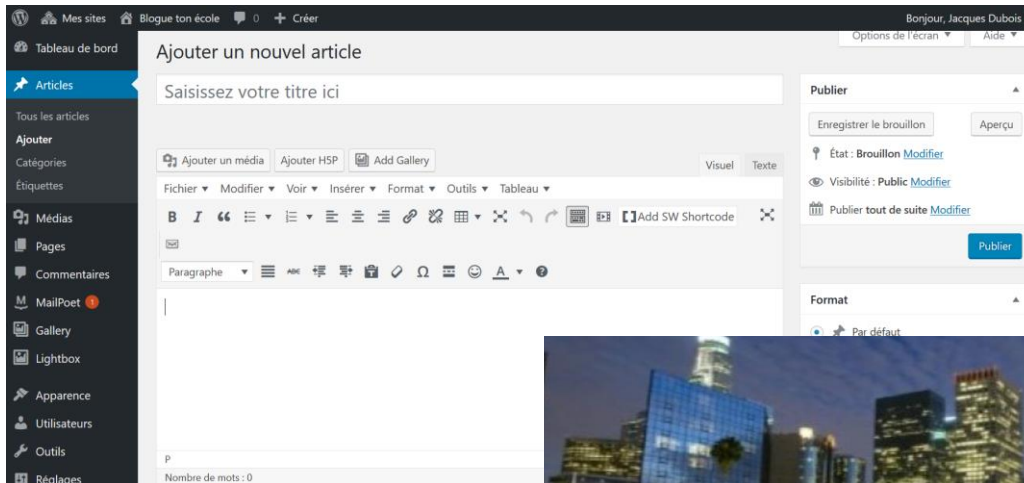 Mes sites Blogue ton école 0 Créer Bonjour, Jacques Dubois
Options de l'écran Aide
Tableau de bord
Articles
Tous les articles
Ajouter
Catégories
Étiquettes
Médias
Pages
Commentaires
MailPoet 1
Gallery
Lightbox
Apparence
Utilisateurs
Outils
Réglages
Ajouter un nouvel article
Saisissez votre titre ici
Ajouter un média Ajouter H5P Add Gallery Visuel Texte
Fichier Modifier Voir Insérer Format Outils Tableau
Add SW Shortcode
Paragraphe ABC Ω A
P
Nombre de mots : 0
Publier
Enregistrer le brouillon Aperçu
État : Brouillon Modifier
Visibilité : Public Modifier
Publier tout de suite Modifier
Publier
Format
Par défaut